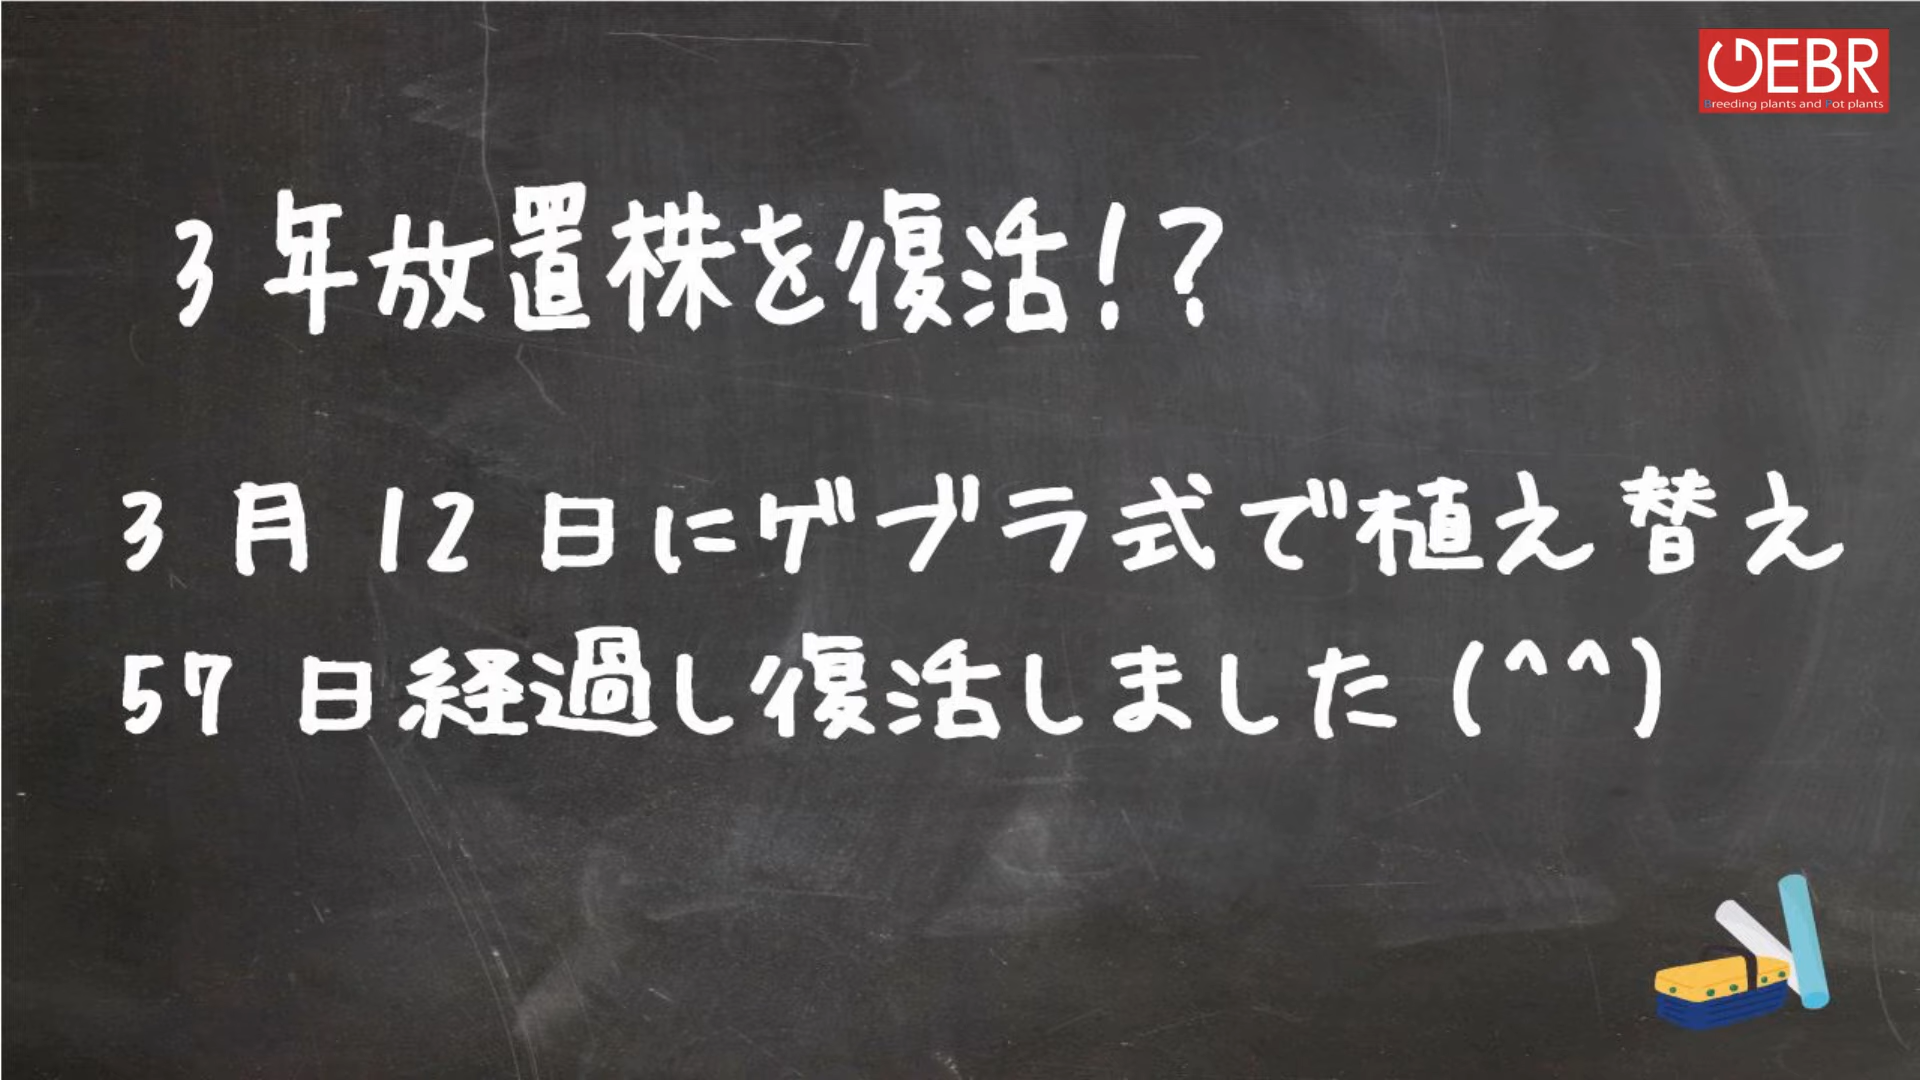 GEBR
Breeding plants and Pot plants
3年放置株を復活!?
3月12日にゲブラ式で植え替え
57日経過し復活しました(^^)